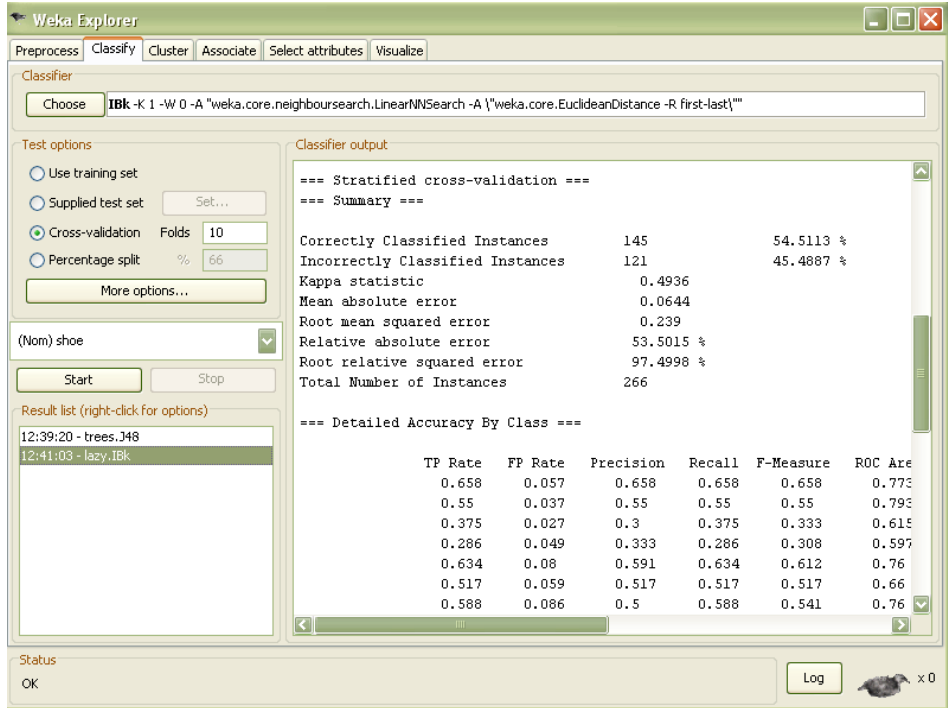 Weka Explorer
Preprocess Classify Cluster Associate Select attributes Visualize
Classifier
Choose IBk -K 1 -W 0 -A "weka.core.neighboursearch.LinearNNSearch -A \"weka.core.EuclideanDistance -R first-last\""
Test options
Use training set
Supplied test set Set...
Cross-validation Folds 10
Percentage split % 66
More options...
(Nom) shoe
Start Stop
Result list (right-click for options)
12:39:20 - trees.J48
12:41:03 - lazy.IBk
Classifier output
=== Stratified cross-validation ===
=== Summary ===
Correctly Classified Instances 145 54.5113 %
Incorrectly Classified Instances 121 45.4887 %
Kappa statistic 0.4936
Mean absolute error 0.0644
Root mean squared error 0.239
Relative absolute error 53.5015 %
Root relative squared error 97.4998 %
Total Number of Instances 266
=== Detailed Accuracy By Class ===
TP Rate FP Rate Precision Recall F-Measure ROC Are
0.658 0.057 0.658 0.658 0.658 0.773
0.55 0.037 0.55 0.55 0.55 0.793
0.375 0.027 0.3 0.375 0.333 0.615
0.286 0.049 0.333 0.286 0.308 0.597
0.634 0.08 0.591 0.634 0.612 0.76
0.517 0.059 0.517 0.517 0.517 0.66
0.588 0.086 0.5 0.588 0.541 0.76
Status
OK
Log
x 0